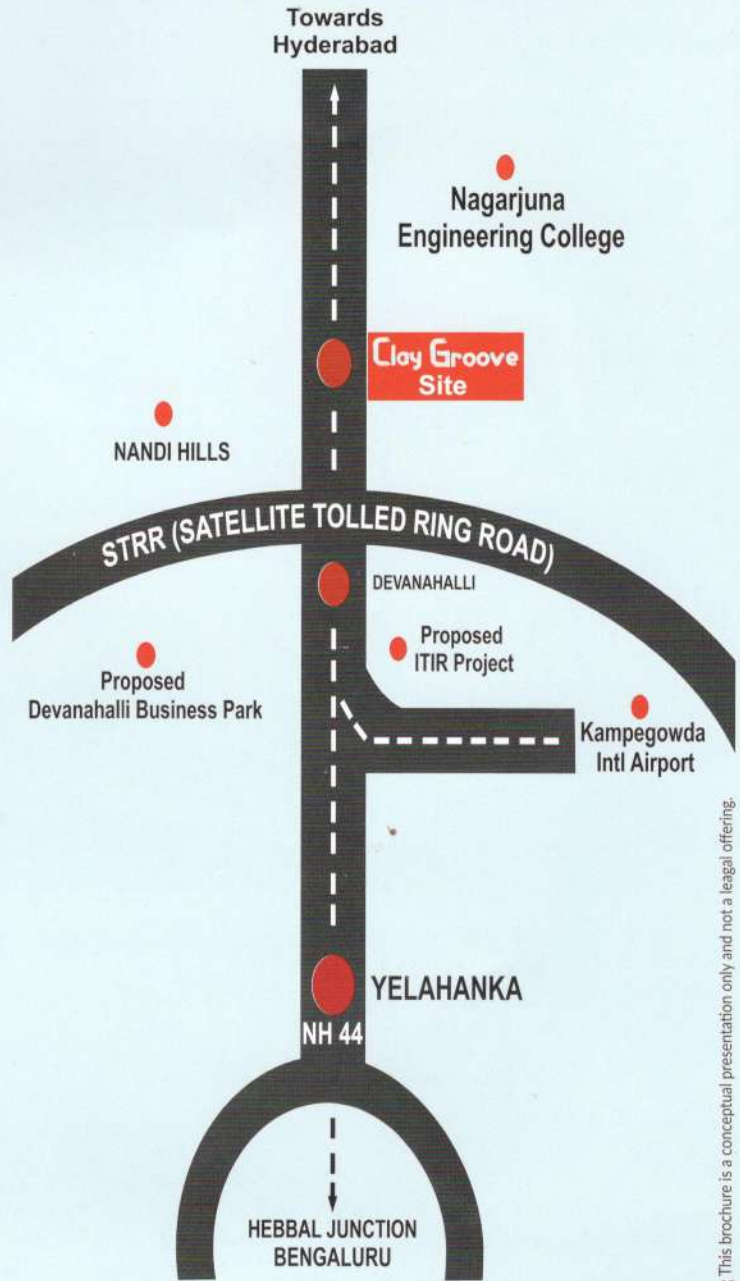 Towards
Hyderabad
Nagarjuna
Engineering College
Clay Groove
Site
NANDI HILLS
STRR (SATELLITE TOLLED RING ROAD)
DEVANAHALLI
Proposed
ITIR Project
Proposed
Devanahalli Business Park
Kampegowda
Intl Airport
YELAHANKA
NH 44
HEBBAL JUNCTION
BENGALURU
: This brochure is a conceptual presentation only and not a leagal offering.